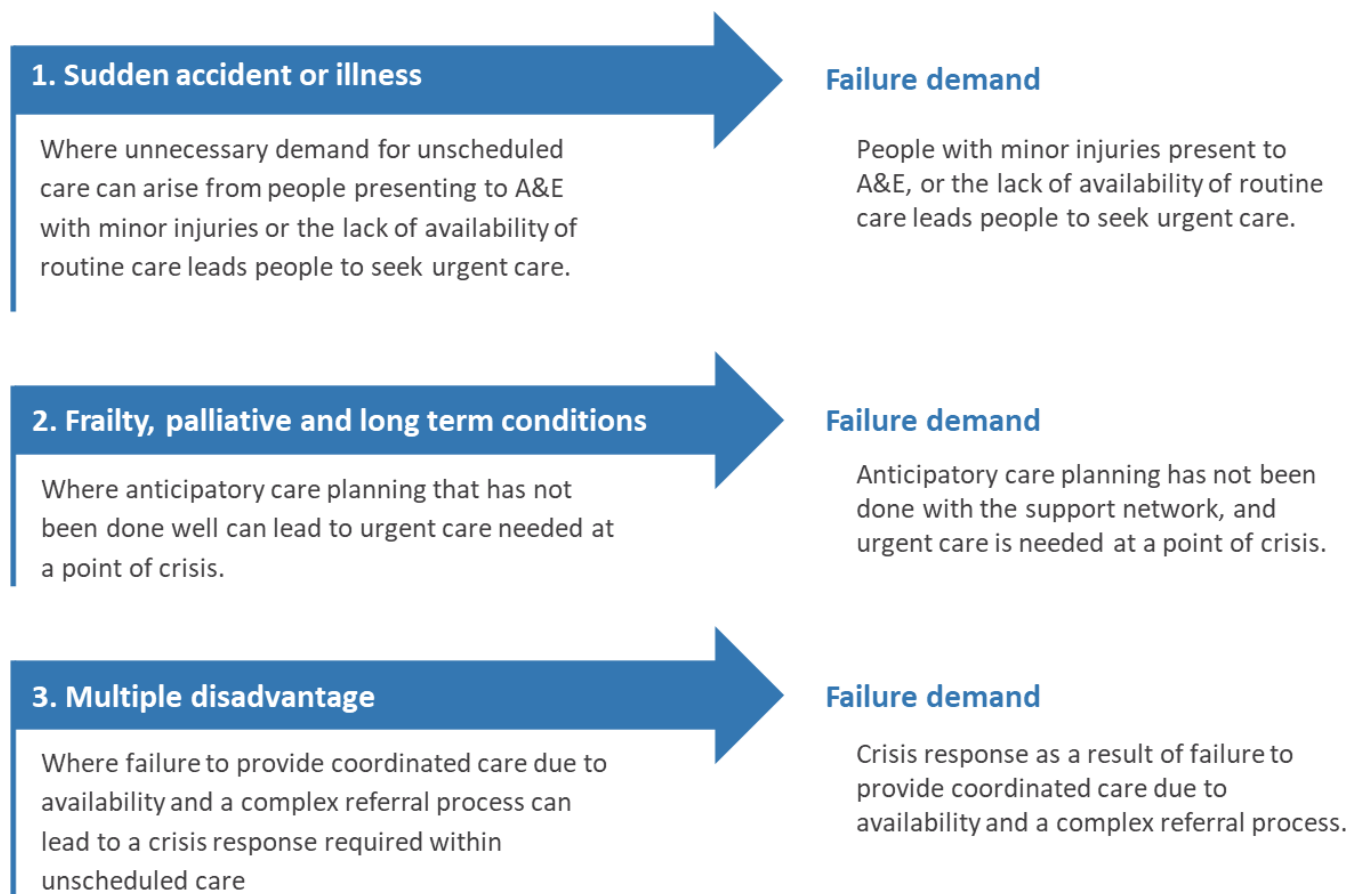 1. Sudden accident or illness
Failure demand
Where unnecessary demand for unscheduled
care can arise from people presenting to A&E
with minor injuries or the lack of availability of
routine care leads people to seek urgent care.
People with minor injuries present to
A&E, or the lack of availability of routine
care leads people to seek urgent care.
2. Frailty, palliative and long term conditions
Failure demand
Where anticipatory care planning that has not
been done well can lead to urgent care needed at
a point of crisis.
Anticipatory care planning has not been
done with the support network, and
urgent care is needed at a point of crisis.
3. Multiple disadvantage
Failure demand
Where failure to provide coordinated care due to
availability and a complex referral process can
lead to a crisis response required within
unscheduled care
Crisis response as a result of failure to
provide coordinated care due to
availability and a complex referral process.